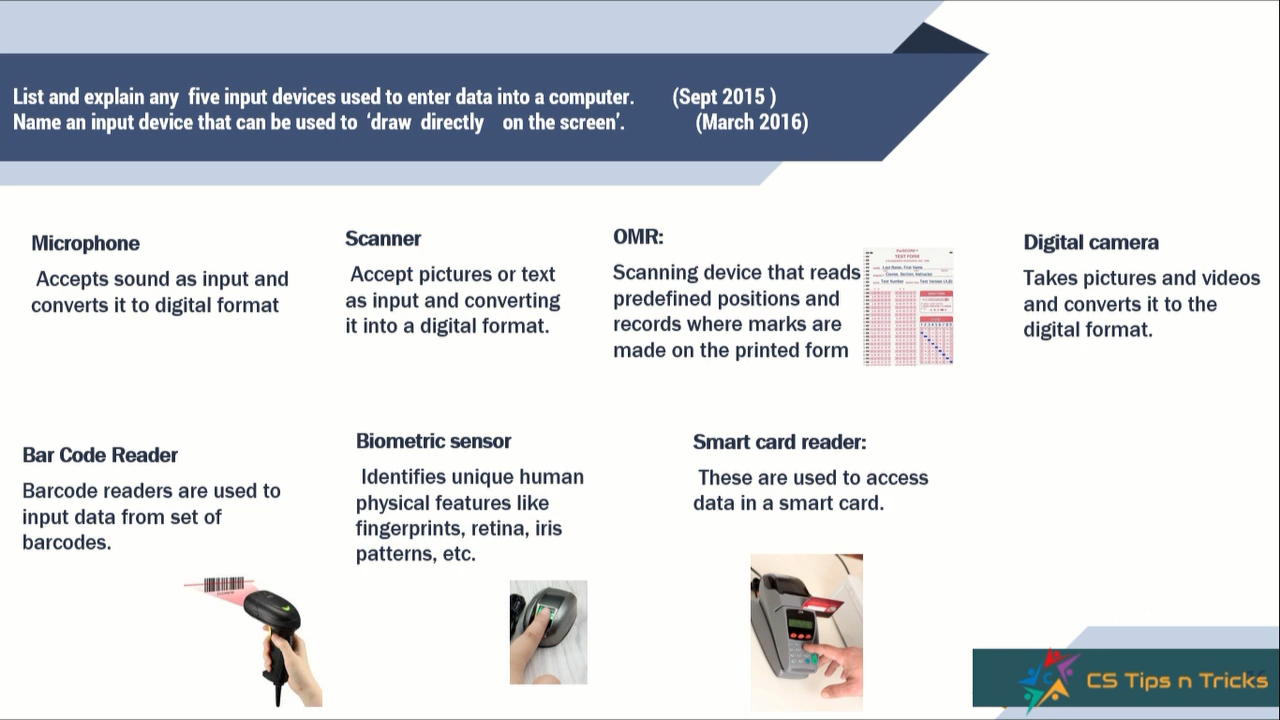 List and explain any five input devices used to enter data into a computer. (Sept 2015 )
Name an input device that can be used to ‘draw directly on the screen’. (March 2016)
Microphone
Accepts sound as input and
converts it to digital format
Scanner
Accept pictures or text
as input and converting
it into a digital format.
OMR:
Scanning device that reads
predefined positions and
records where marks are
made on the printed form
TEST FORM
Digital camera
Takes pictures and videos
and converts it to the
digital format.
Bar Code Reader
Barcode readers are used to
input data from set of
barcodes.
Biometric sensor
Identifies unique human
physical features like
fingerprints, retina, iris
patterns, etc.
Smart card reader:
These are used to access
data in a smart card.
CS Tips n Tricks